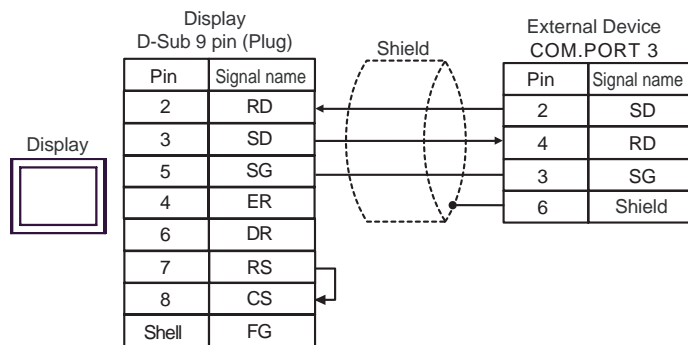 Display
D-Sub 9 pin (Plug)
Pin Signal name
2 RD
3 SD
5 SG
4 ER
6 DR
7 RS
8 CS
Shell FG
Display
Shield
External Device
COM.PORT 3
Pin Signal name
2 SD
4 RD
3 SG
6 Shield